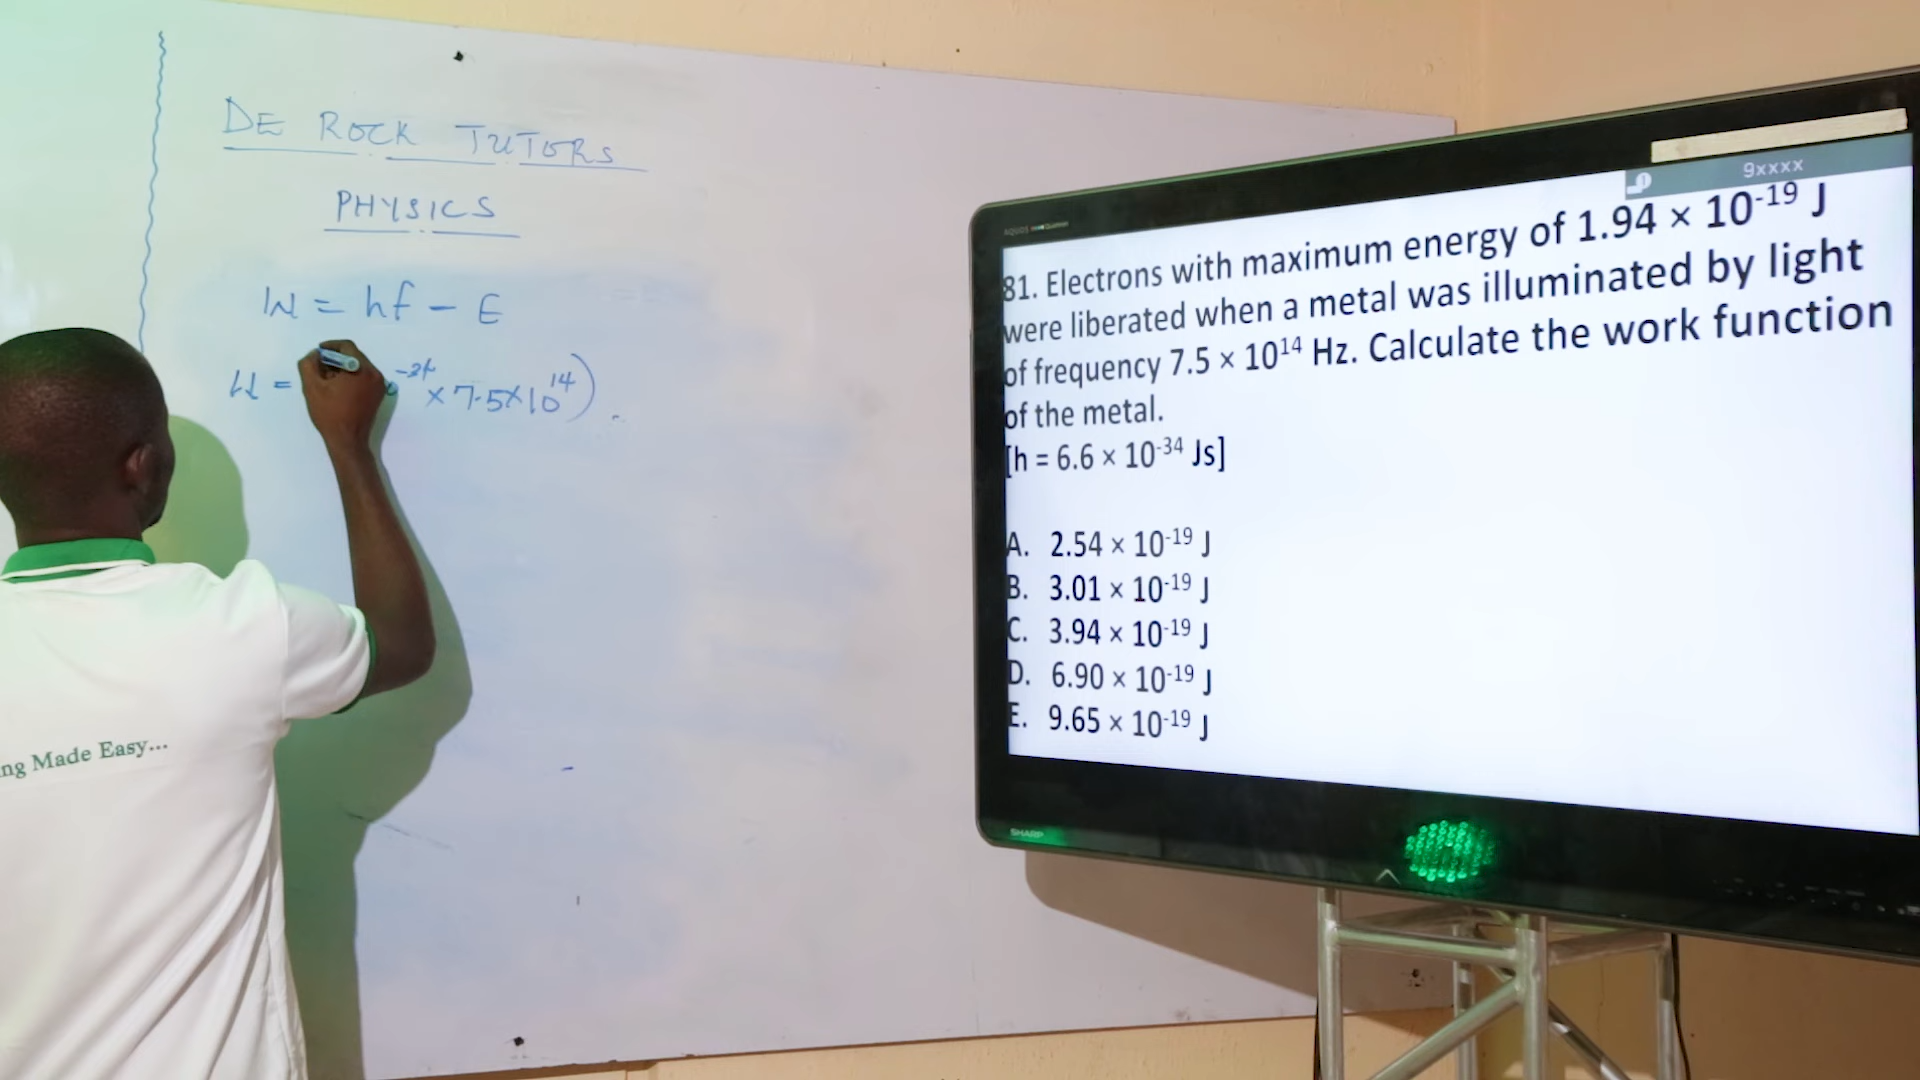 DE ROCK TUTORS
PHYSICS
W = hf - E
W =
× 7.5×10¹⁴)
ng Made Easy...
9xxxx
81. Electrons with maximum energy of 1.94 × 10⁻¹⁹ J
were liberated when a metal was illuminated by light
of frequency 7.5 × 10¹⁴ Hz. Calculate the work function
of the metal.
[h = 6.6 × 10⁻³⁴ Js]
A. 2.54 × 10⁻¹⁹ J
B. 3.01 × 10⁻¹⁹ J
C. 3.94 × 10⁻¹⁹ J
D. 6.90 × 10⁻¹⁹ J
E. 9.65 × 10⁻¹⁹ J
AQUOS
SHARP